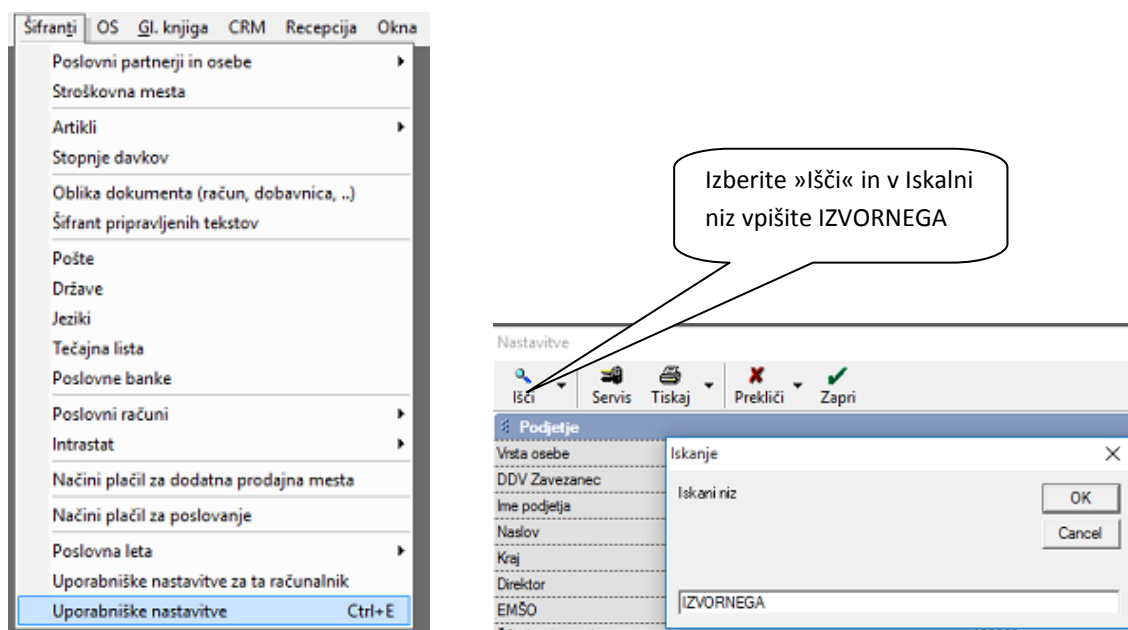 Šifranti OS Gl. knjiga CRM Recepcija Okna
Poslovni partnerji in osebe
Stroškovna mesta
Artikli
Stopnje davkov
Oblika dokumenta (račun, dobavnica, ..)
Šifrant pripravljenih tekstov
Pošte
Države
Jeziki
Tečajna lista
Poslovne banke
Poslovni računi
Intrastat
Načini plačil za dodatna prodajna mesta
Načini plačil za poslovanje
Poslovna leta
Uporabniške nastavitve za ta računalnik
Uporabniške nastavitve Ctrl+E
Izberite »Išči« in v Iskalni
niz vpišite IZVORNEGA
Nastavitve
Išči Servis Tiskaj Prekliči Zapri
Podjetje
Vrsta osebe
DDV Zavezanec
Ime podjetja
Naslov
Kraj
Direktor
EMŠO
Iskanje
Iskani niz
OK
Cancel
IZVORNEGA